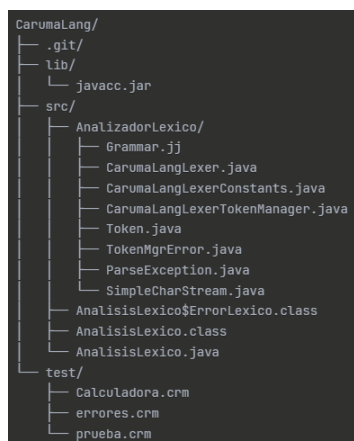 CarumaLang/
├── .git/
├── lib/
│   └── javacc.jar
├── src/
│   ├── AnalizadorLexico/
│   │   ├── Grammar.jj
│   │   ├── CarumaLangLexer.java
│   │   ├── CarumaLangLexerConstants.java
│   │   ├── CarumaLangLexerTokenManager.java
│   │   ├── Token.java
│   │   ├── TokenMgrError.java
│   │   ├── ParseException.java
│   │   └── SimpleCharStream.java
│   ├── AnalisisLexico$ErrorLexico.class
│   ├── AnalisisLexico.class
│   └── AnalisisLexico.java
└── test/
    ├── Calculadora.crm
    ├── errores.crm
    └── prueba.crm